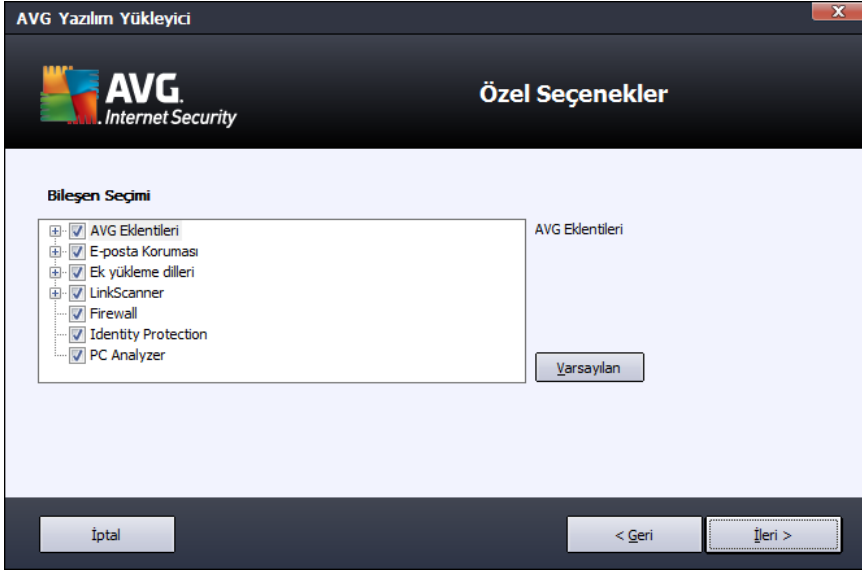 AVG Yazılım Yükleyici
AVG.
Internet Security
Özel Seçenekler
Bileşen Seçimi
AVG Eklentileri
E-posta Koruması
Ek yükleme dilleri
LinkScanner
Firewall
Identity Protection
PC Analyzer
AVG Eklentileri
Varsayılan
İptal
< Geri
İleri >